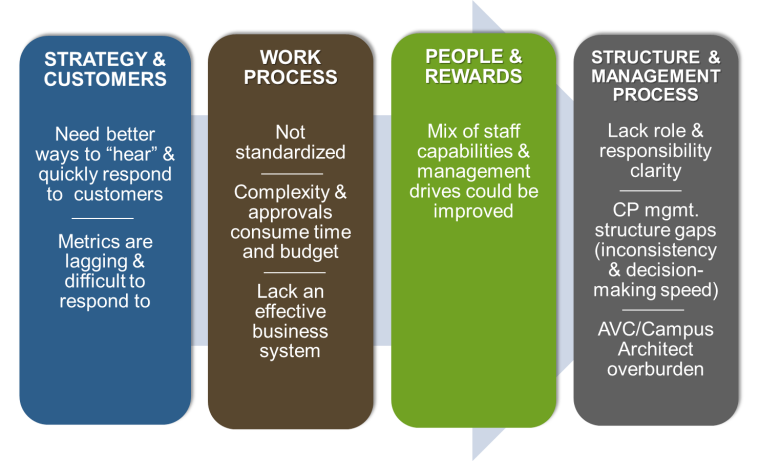 STRATEGY &
CUSTOMERS
Need better
ways to “hear” &
quickly respond
to customers
Metrics are
lagging &
difficult to
respond to
WORK
PROCESS
Not
standardized
Complexity &
approvals
consume time
and budget
Lack an
effective
business
system
PEOPLE &
REWARDS
Mix of staff
capabilities &
management
drives could be
improved
STRUCTURE &
MANAGEMENT
PROCESS
Lack role &
responsibility
clarity
CP mgmt.
structure gaps
(inconsistency
& decision-
making speed)
AVC/Campus
Architect
overburden